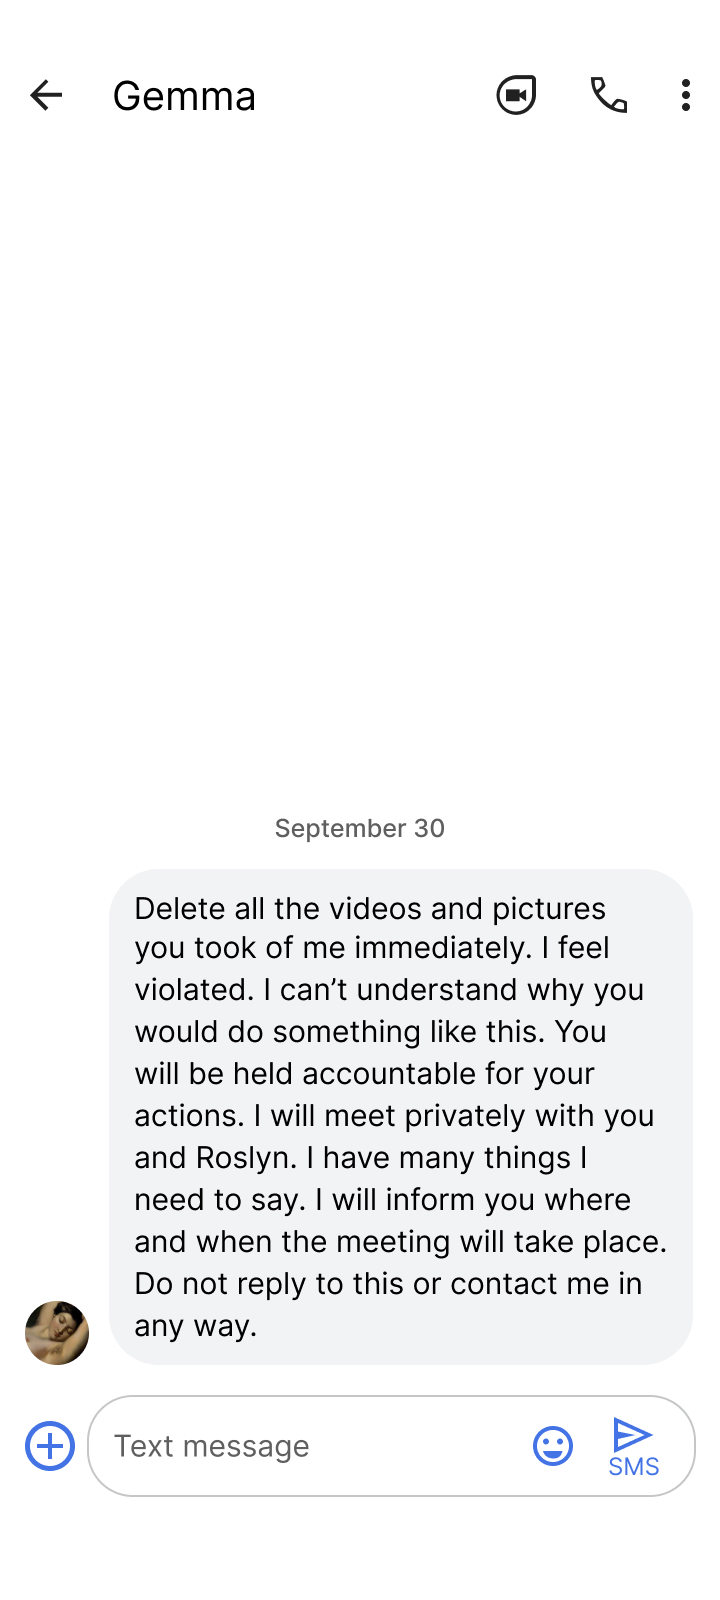 Gemma
September 30
Delete all the videos and pictures
you took of me immediately. I feel
violated. I can’t understand why you
would do something like this. You
will be held accountable for your
actions. I will meet privately with you
and Roslyn. I have many things I
need to say. I will inform you where
and when the meeting will take place.
Do not reply to this or contact me in
any way.
Text message
SMS